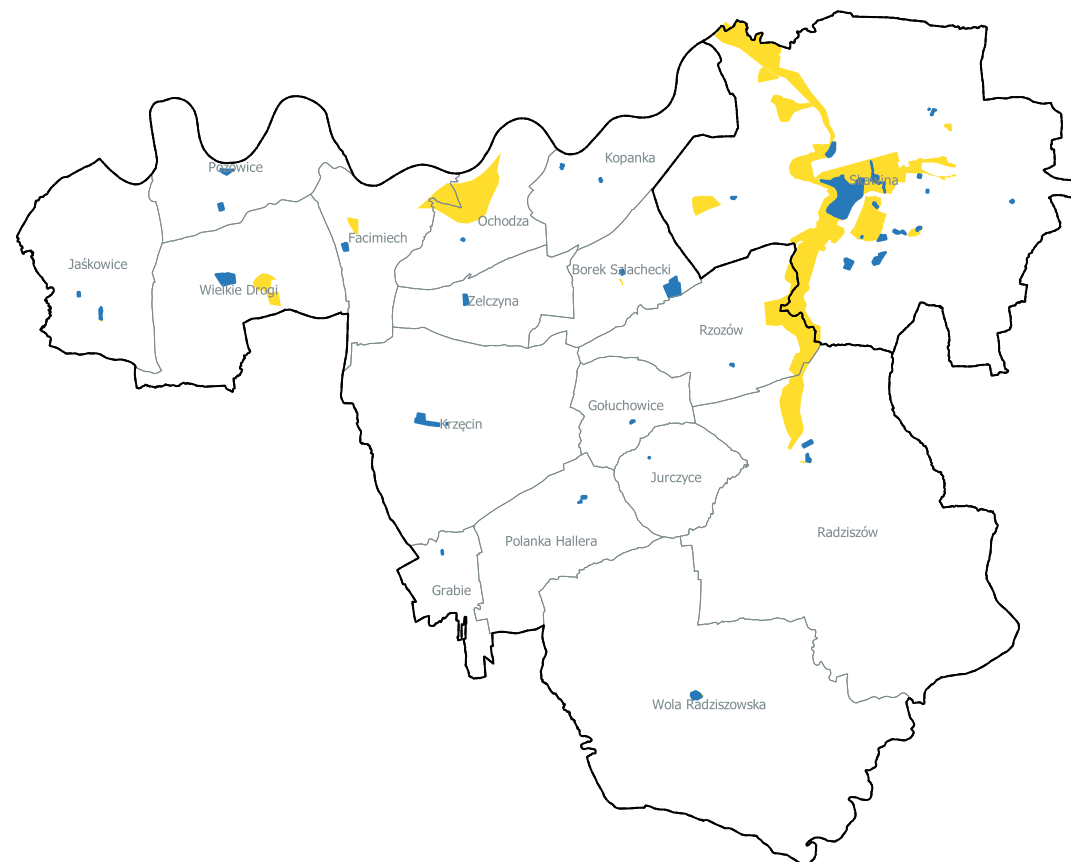 Kopanka
Pozowice
Skawina
Ochodza
Facimiech
Jaśkowice
Borek Szlachecki
Wielkie Drogi
Zelczyna
Rzozów
Gołuchowice
Krzęcin
Jurczyce
Radziszów
Polanka Hallera
Grabie
Wola Radziszowska